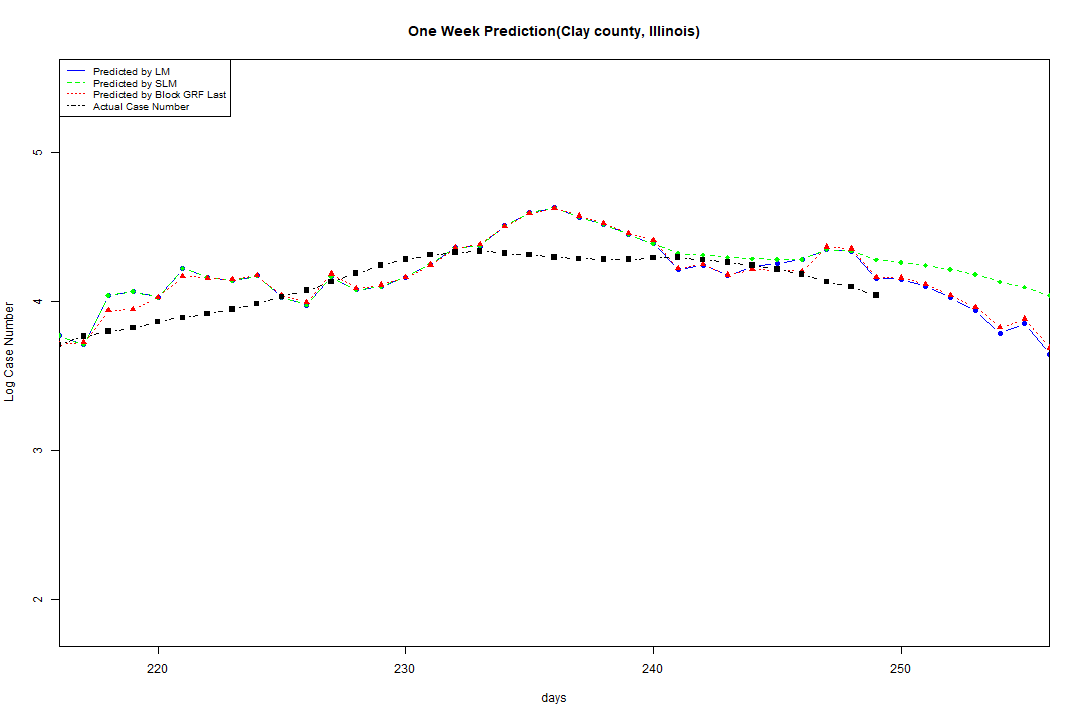 One Week Prediction(Clay county, Illinois)
Predicted by LM
Predicted by SLM
Predicted by Block GRF Last
Actual Case Number
5
4
3
2
Log Case Number
220 230 240 250
days